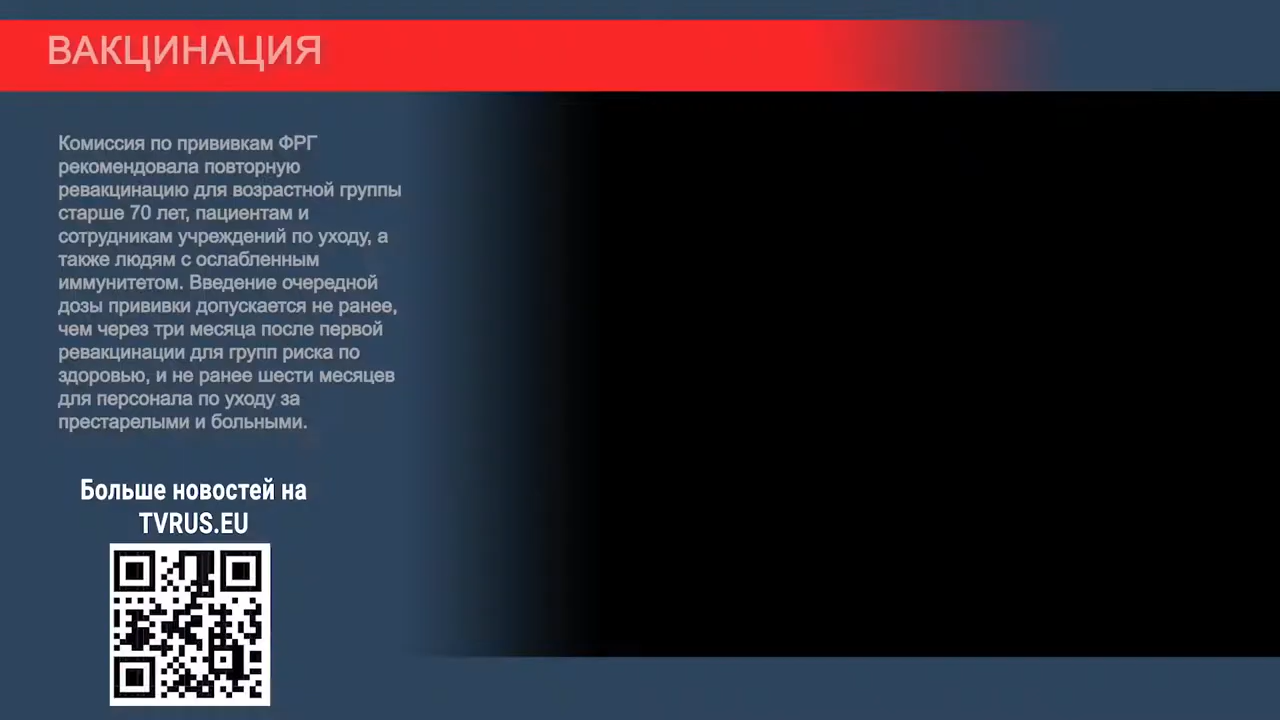 ВАКЦИНАЦИЯ
Комиссия по прививкам ФРГ
рекомендовала повторную
ревакцинацию для возрастной группы
старше 70 лет, пациентам и
сотрудникам учреждений по уходу, а
также людям с ослабленным
иммунитетом. Введение очередной
дозы прививки допускается не ранее,
чем через три месяца после первой
ревакцинации для групп риска по
здоровью, и не ранее шести месяцев
для персонала по уходу за
престарелыми и больными.
Больше новостей на
TVRUS.EU